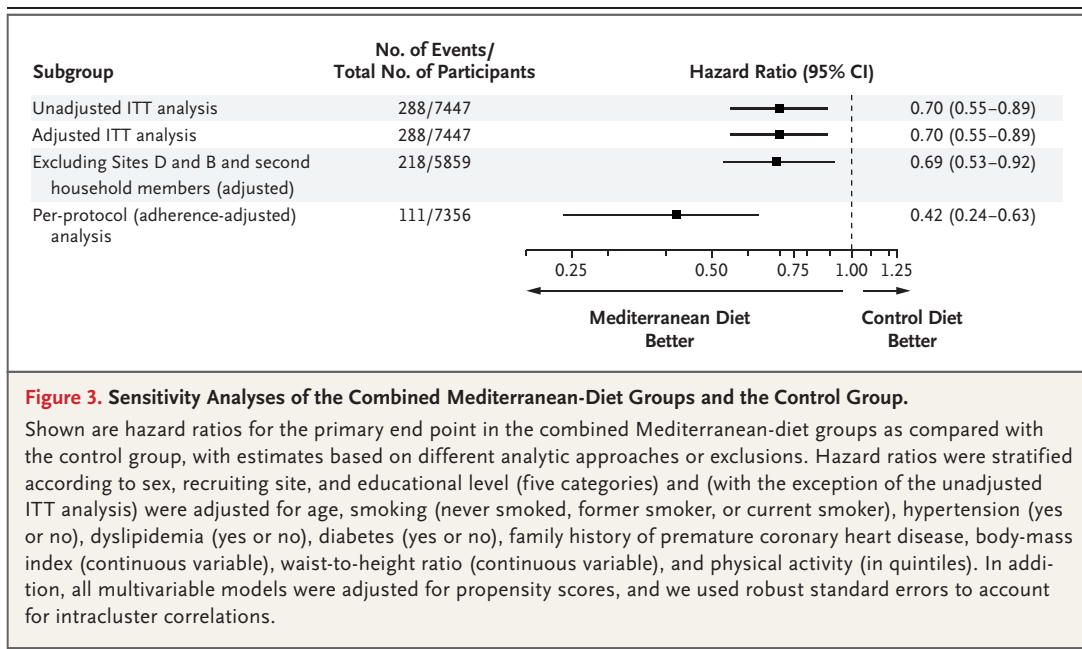 No. of Events/
Subgroup Total No. of Participants Hazard Ratio (95% CI)
Unadjusted ITT analysis 288/7447 0.70 (0.55–0.89)
Adjusted ITT analysis 288/7447 0.70 (0.55–0.89)
Excluding Sites D and B and second 218/5859 0.69 (0.53–0.92)
household members (adjusted)
Per-protocol (adherence-adjusted) 111/7356 0.42 (0.24–0.63)
analysis
0.25 0.50 0.75 1.00 1.25
Mediterranean Diet Control Diet
Better Better
Figure 3. Sensitivity Analyses of the Combined Mediterranean-Diet Groups and the Control Group.
Shown are hazard ratios for the primary end point in the combined Mediterranean-diet groups as compared with
the control group, with estimates based on different analytic approaches or exclusions. Hazard ratios were stratified
according to sex, recruiting site, and educational level (five categories) and (with the exception of the unadjusted
ITT analysis) were adjusted for age, smoking (never smoked, former smoker, or current smoker), hypertension (yes
or no), dyslipidemia (yes or no), diabetes (yes or no), family history of premature coronary heart disease, body-mass
index (continuous variable), waist-to-height ratio (continuous variable), and physical activity (in quintiles). In addi-
tion, all multivariable models were adjusted for propensity scores, and we used robust standard errors to account
for intracluster correlations.